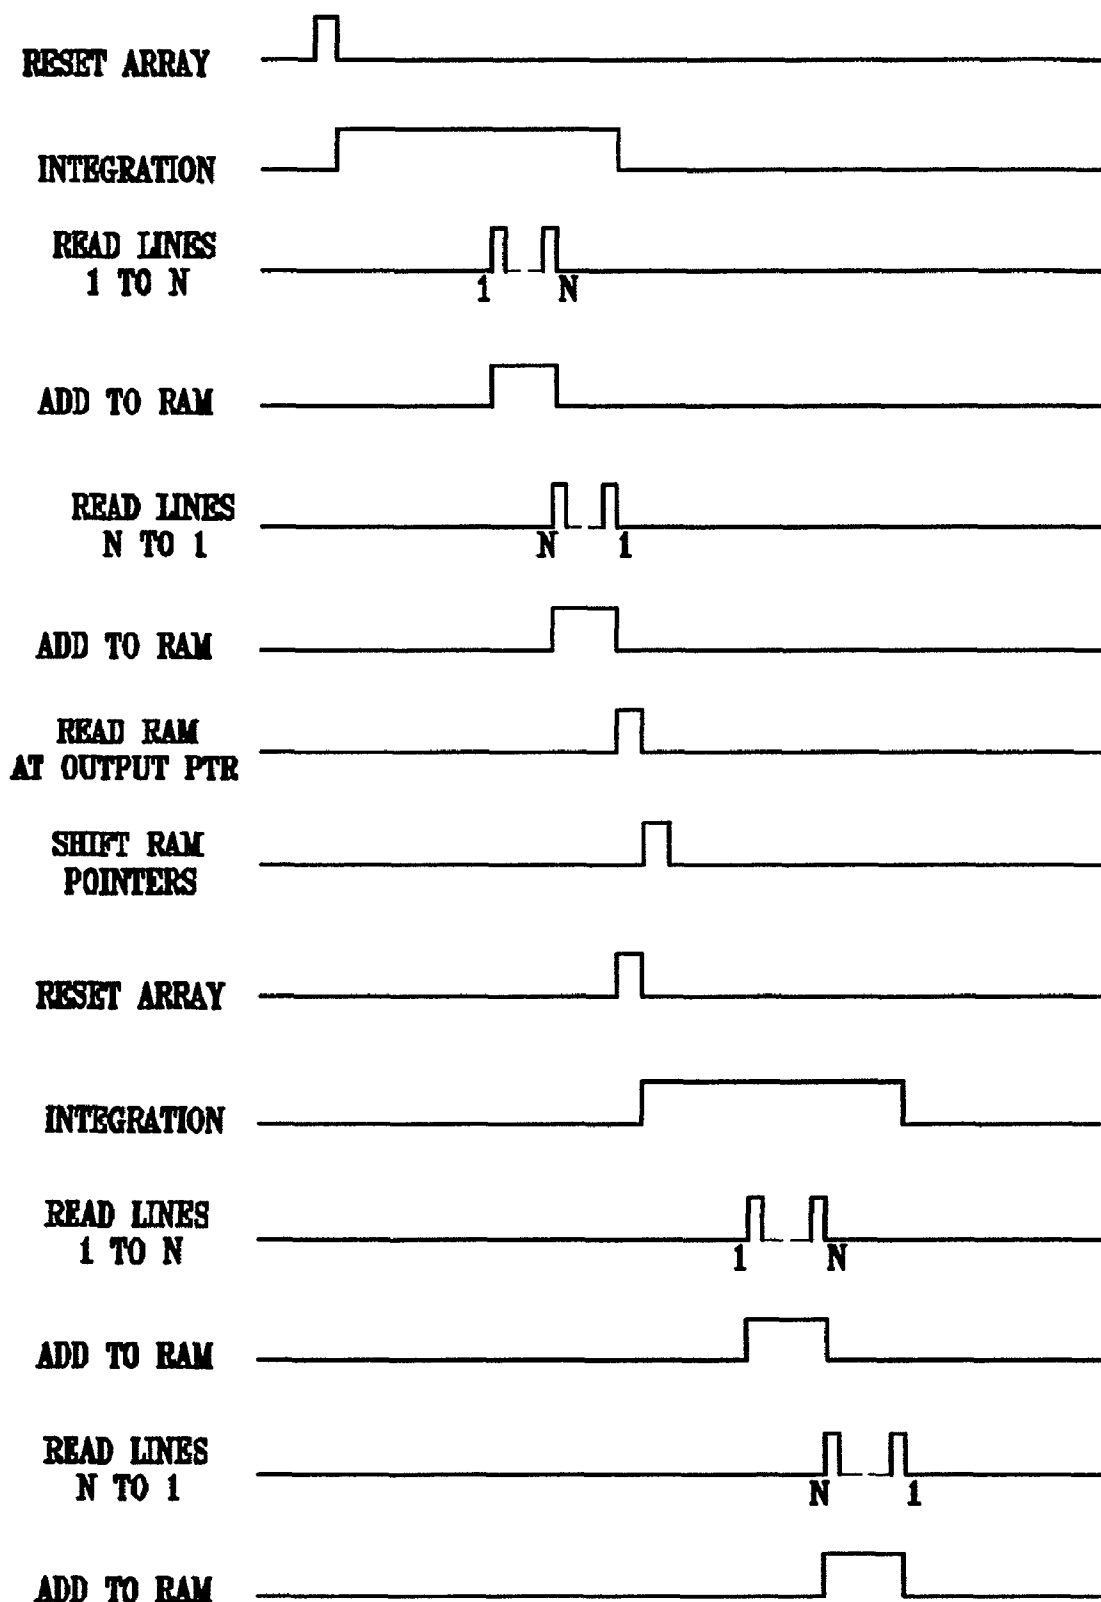 RESET ARRAY
INTEGRATION
READ LINES
1 TO N
1 N
ADD TO RAM
READ LINES
N TO 1
N 1
ADD TO RAM
READ RAM
AT OUTPUT PTR
SHIFT RAM
POINTERS
RESET ARRAY
INTEGRATION
READ LINES
1 TO N
1 N
ADD TO RAM
READ LINES
N TO 1
N 1
ADD TO RAM